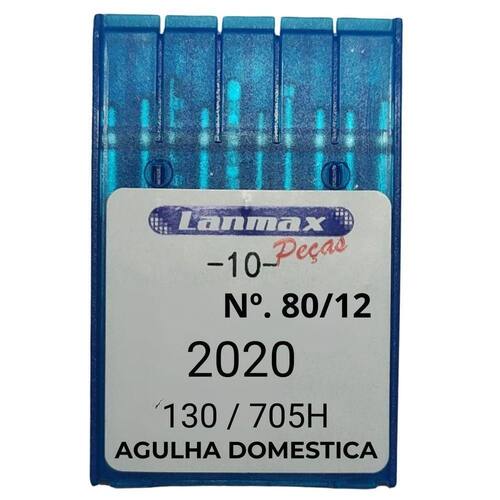 Lanmax
Peças
-10-
Nº. 80/12
2020
130 / 705H
AGULHA DOMESTICA